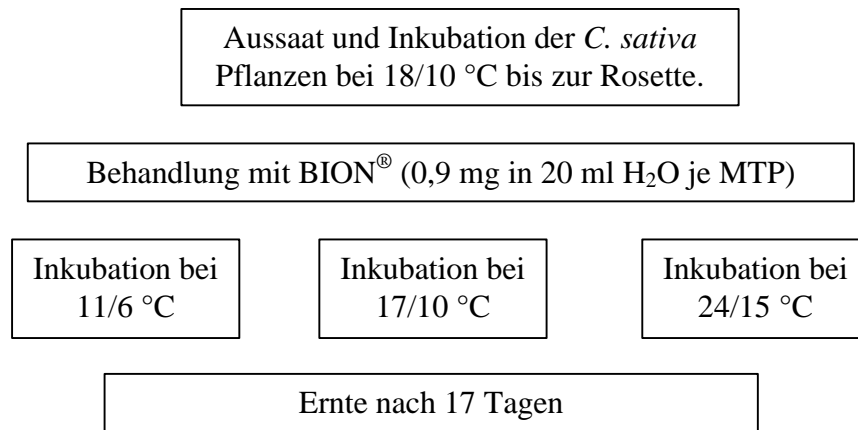 Aussaat und Inkubation der C. sativa
Pflanzen bei 18/10 °C bis zur Rosette.
Behandlung mit BION® (0,9 mg in 20 ml H₂O je MTP)
Inkubation bei
11/6 °C
Inkubation bei
17/10 °C
Inkubation bei
24/15 °C
Ernte nach 17 Tagen